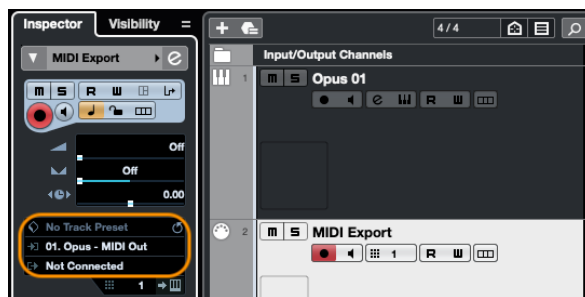 Inspector
Visibility
MIDI Export
e
m S R W
Off
Off
0.00
No Track Preset
01. Opus - MIDI Out
Not Connected
1
4/4
Input/Output Channels
1
m S Opus 01
e R W
2
m S MIDI Export
1 R W